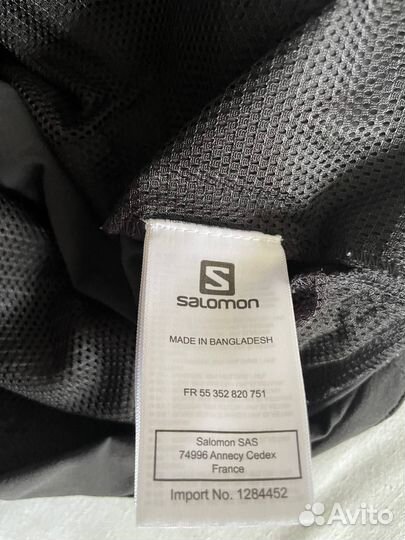 S
SALOMON
MADE IN BANGLADESH
FR 55 352 820 751
Salomon SAS
74996 Annecy Cedex
France
Import No. 1284452
Avito